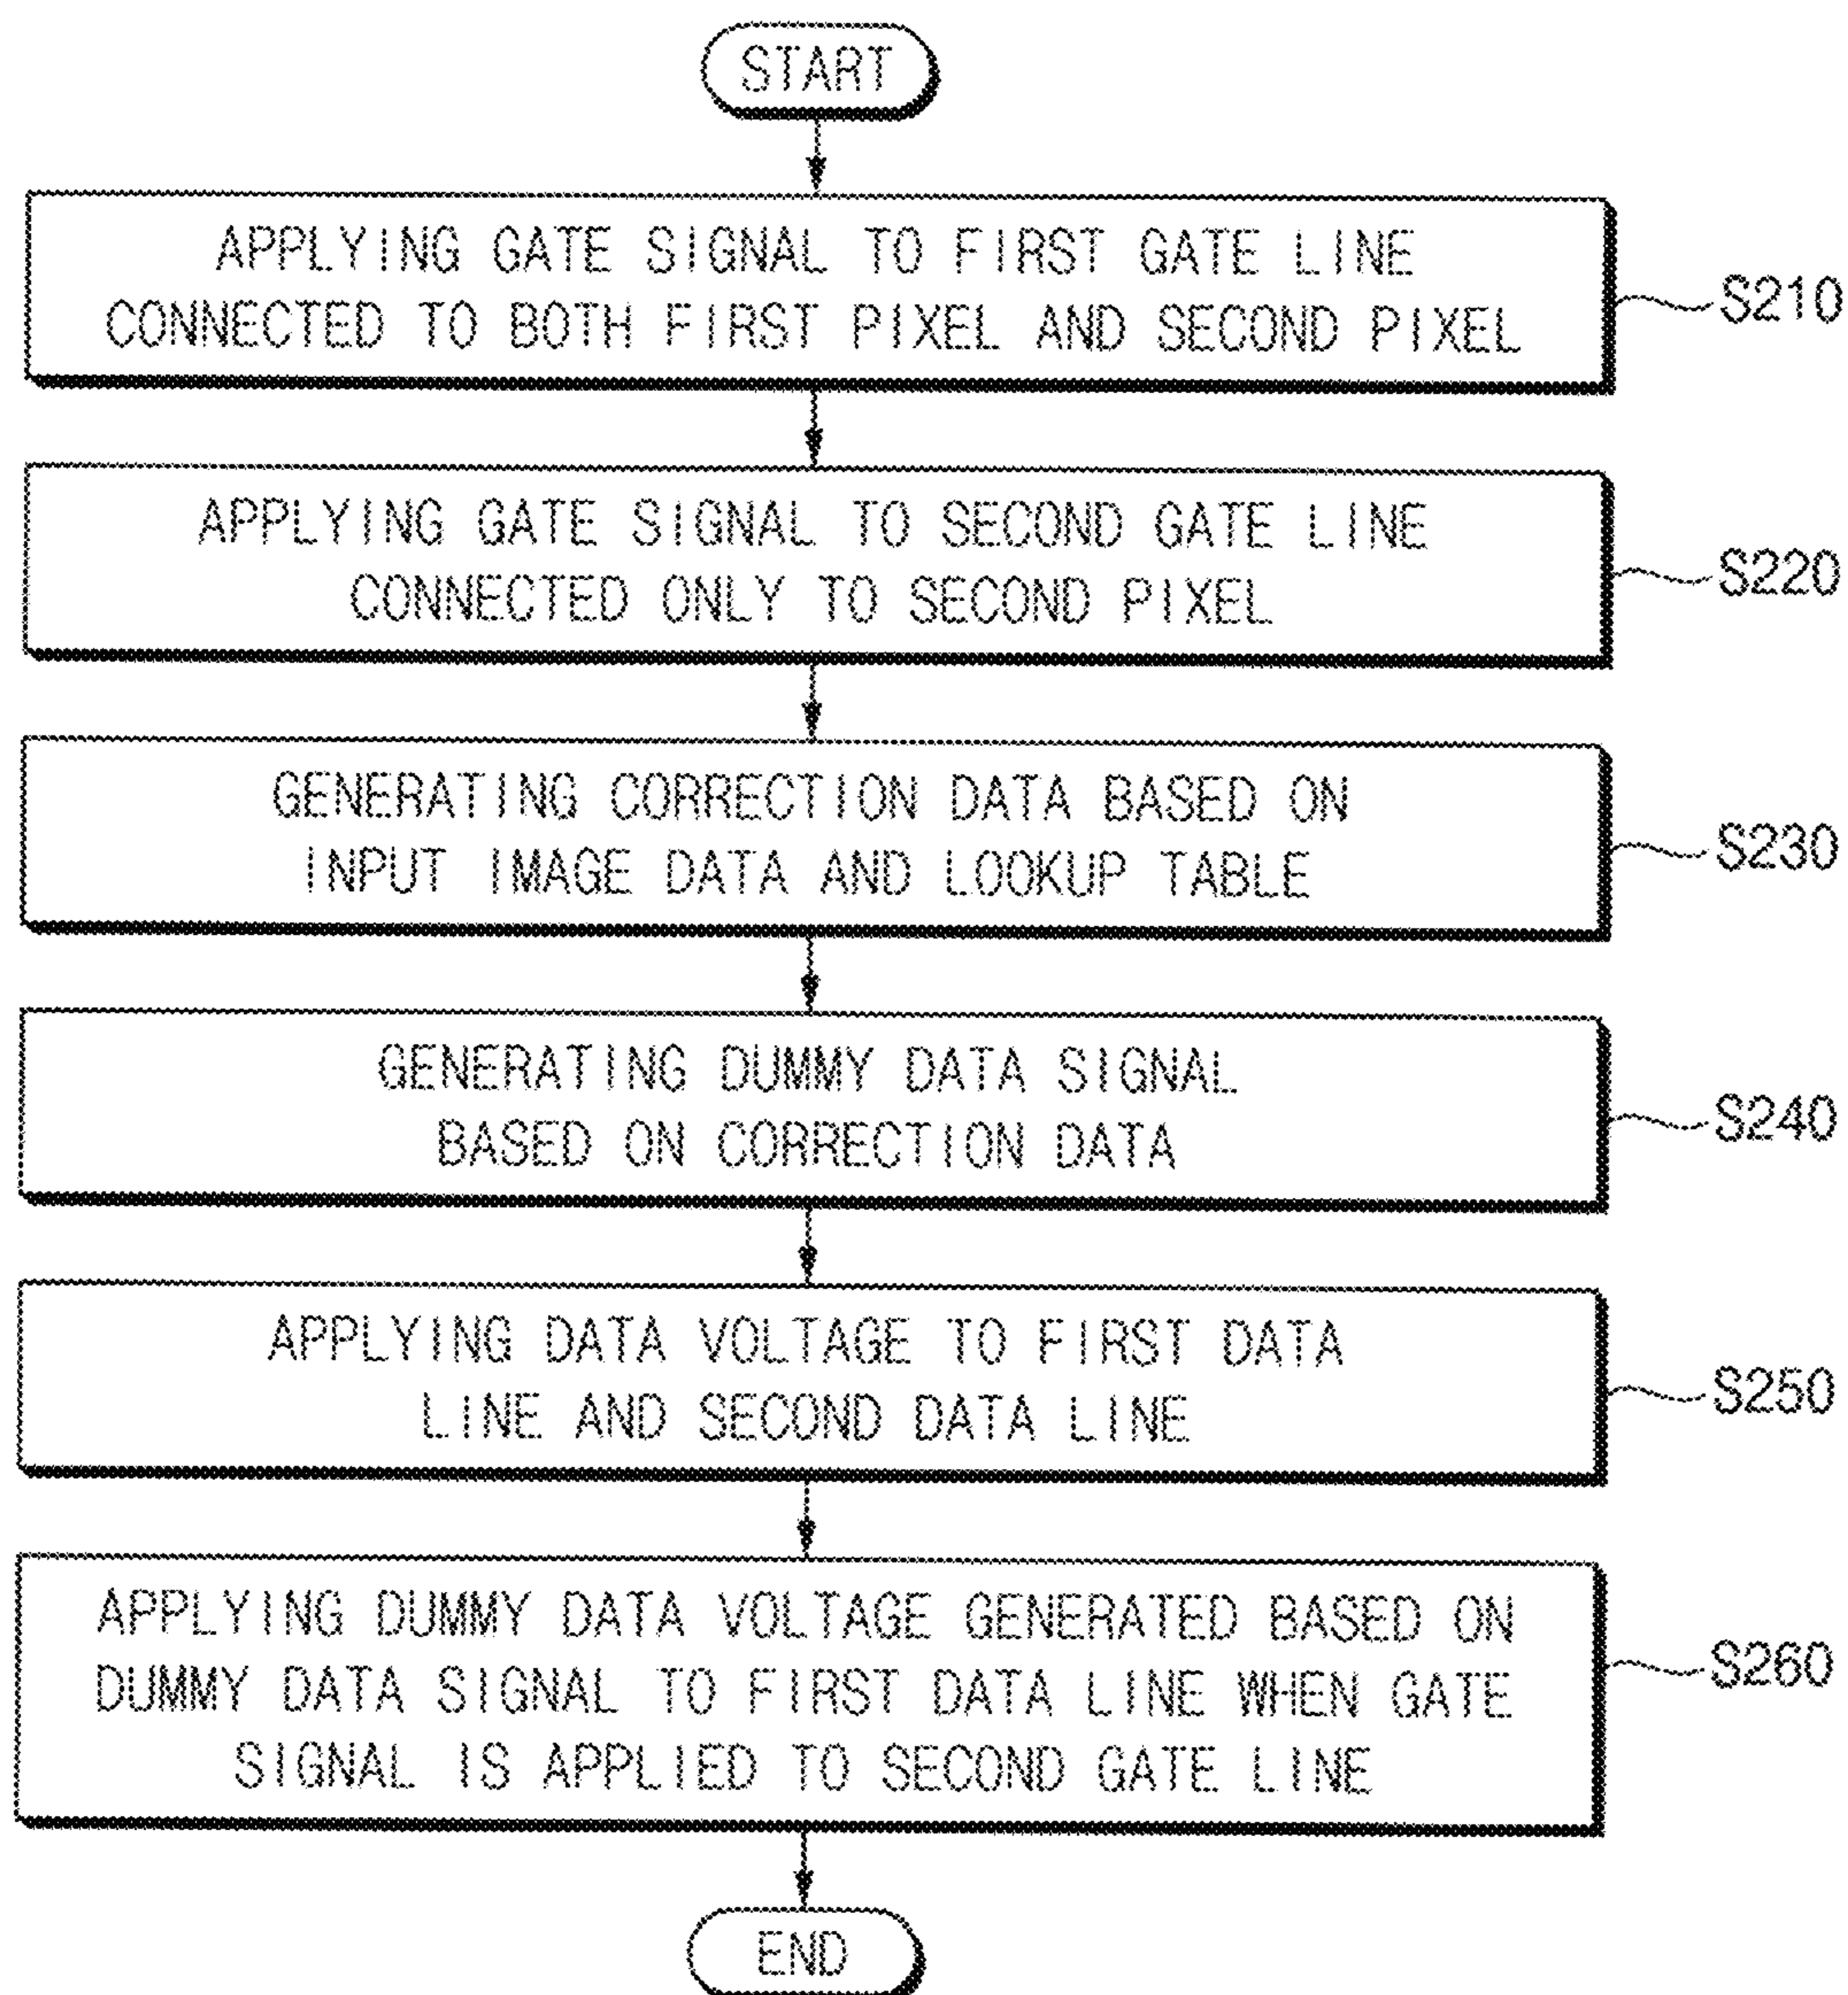 START
APPLYING GATE SIGNAL TO FIRST GATE LINE
CONNECTED TO BOTH FIRST PIXEL AND SECOND PIXEL
S210
APPLYING GATE SIGNAL TO SECOND GATE LINE
CONNECTED ONLY TO SECOND PIXEL
S220
GENERATING CORRECTION DATA BASED ON
INPUT IMAGE DATA AND LOOKUP TABLE
S230
GENERATING DUMMY DATA SIGNAL
BASED ON CORRECTION DATA
S240
APPLYING DATA VOLTAGE TO FIRST DATA
LINE AND SECOND DATA LINE
S250
APPLYING DUMMY DATA VOLTAGE GENERATED BASED ON
DUMMY DATA SIGNAL TO FIRST DATA LINE WHEN GATE
SIGNAL IS APPLIED TO SECOND GATE LINE
S260
END